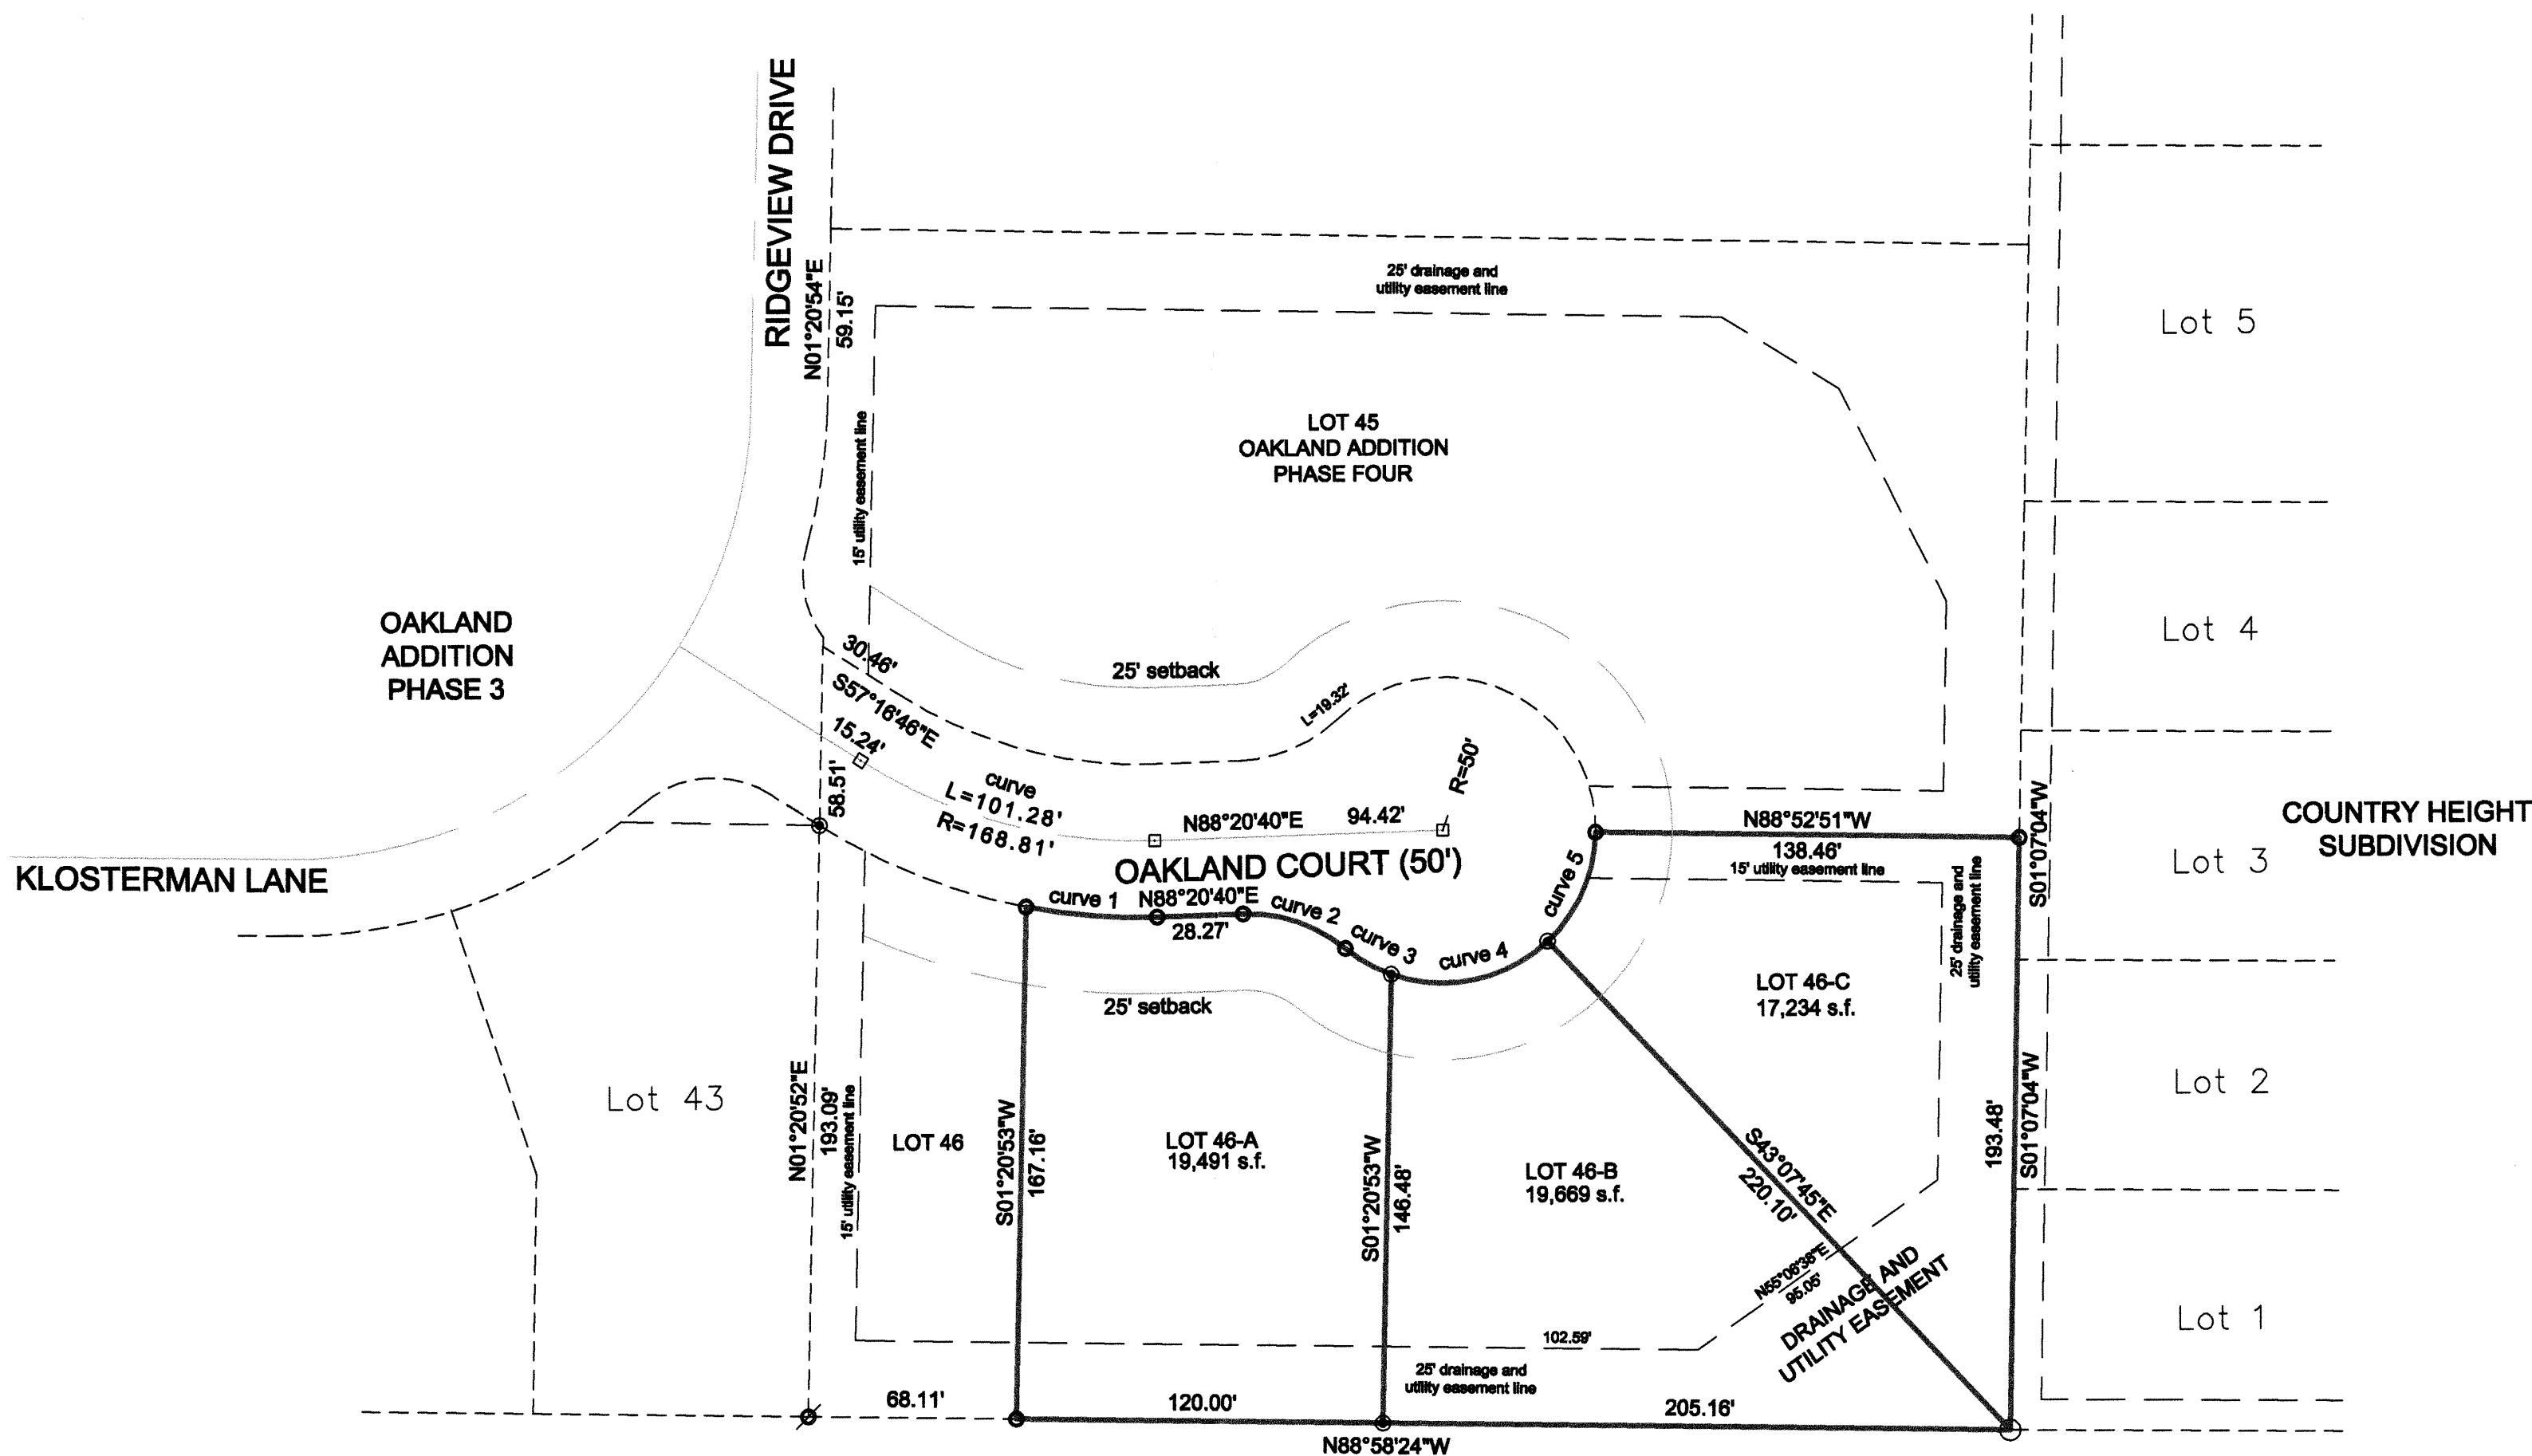 RIDGEVIEW DRIVE
N01°20'54"E
59.15'
25' drainage and
utility easement line
Lot 5
15' utility easement line
LOT 45
OAKLAND ADDITION
PHASE FOUR
OAKLAND
ADDITION
PHASE 3
Lot 4
30.46'
S57°16'46"E
15.24'
25' setback
L=19.32'
58.51'
curve
L=101.28'
R=168.81'
N88°20'40"E
94.42'
R=50'
OAKLAND COURT (50')
KLOSTERMAN LANE
N88°52'51"W
138.46'
15' utility easement line
S01°07'04"W
COUNTRY HEIGHT
SUBDIVISION
Lot 3
curve 1
N88°20'40"E
28.27'
curve 2
curve 3
curve 4
curve 5
25' drainage and
utility easement line
25' setback
LOT 46-C
17,234 s.f.
Lot 43
N01°20'52"E
193.09'
15' utility easement line
LOT 46
S01°20'53"W
167.16'
LOT 46-A
19,491 s.f.
S01°20'53"W
146.48'
LOT 46-B
19,669 s.f.
S43°07'45"E
220.10'
193.48'
S01°07'04"W
Lot 2
N55°06'38"E
95.05'
DRAINAGE AND
UTILITY EASEMENT
Lot 1
102.59'
25' drainage and
utility easement line
68.11'
120.00'
205.16'
N88°58'24"W